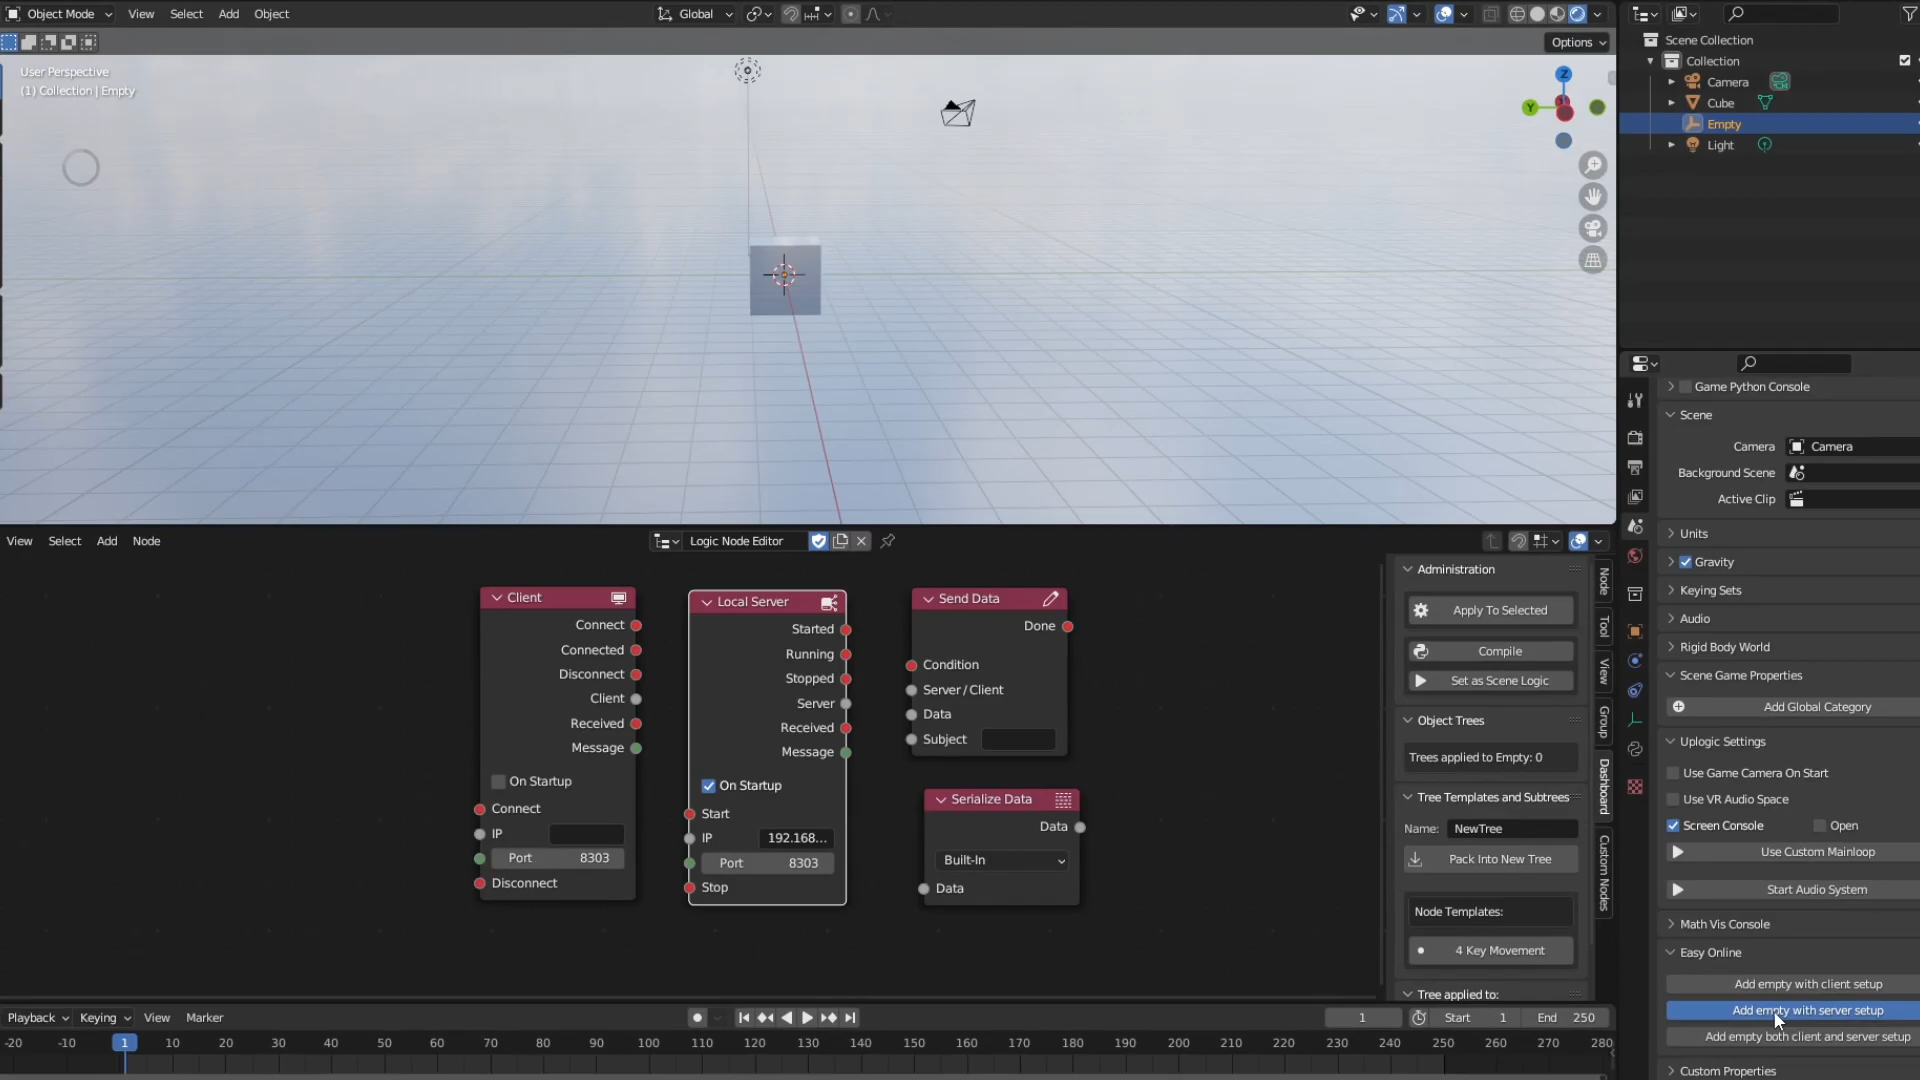 Object Mode
View
Select
Add
Object
Global
Options
User Perspective
(1) Collection | Empty
Z
Y
Scene Collection
Collection
Camera
Cube
Empty
Light
Game Python Console
Scene
Camera
Camera
Background Scene
Active Clip
Units
Gravity
Keying Sets
Audio
Rigid Body World
Scene Game Properties
Add Global Category
Uplogic Settings
Use Game Camera On Start
Use VR Audio Space
Screen Console
Open
Use Custom Mainloop
Start Audio System
Math Vis Console
Easy Online
Add empty with client setup
Add empty with server setup
Add empty both client and server setup
Custom Properties
View
Select
Add
Node
Logic Node Editor
Client
Connect
Connected
Disconnect
Client
Received
Message
On Startup
Connect
IP
Port 8303
Disconnect
Local Server
Started
Running
Stopped
Server
Received
Message
On Startup
Start
IP 192.168...
Port 8303
Stop
Send Data
Done
Condition
Server/Client
Data
Subject
Serialize Data
Data
Built-In
Data
Administration
Apply To Selected
Compile
Set as Scene Logic
Object Trees
Trees applied to Empty: 0
Tree Templates and Subtrees
Name: NewTree
Pack Into New Tree
Node Templates:
4 Key Movement
Tree applied to:
Node
Tool
View
Group
Dashboard
Custom Nodes
Playback
Keying
View
Marker
1
Start 1
End 250
-20 -10 1 10 20 30 40 50 60 70 80 90 100 110 120 130 140 150 160 170 180 190 200 210 220 230 240 250 260 270 280